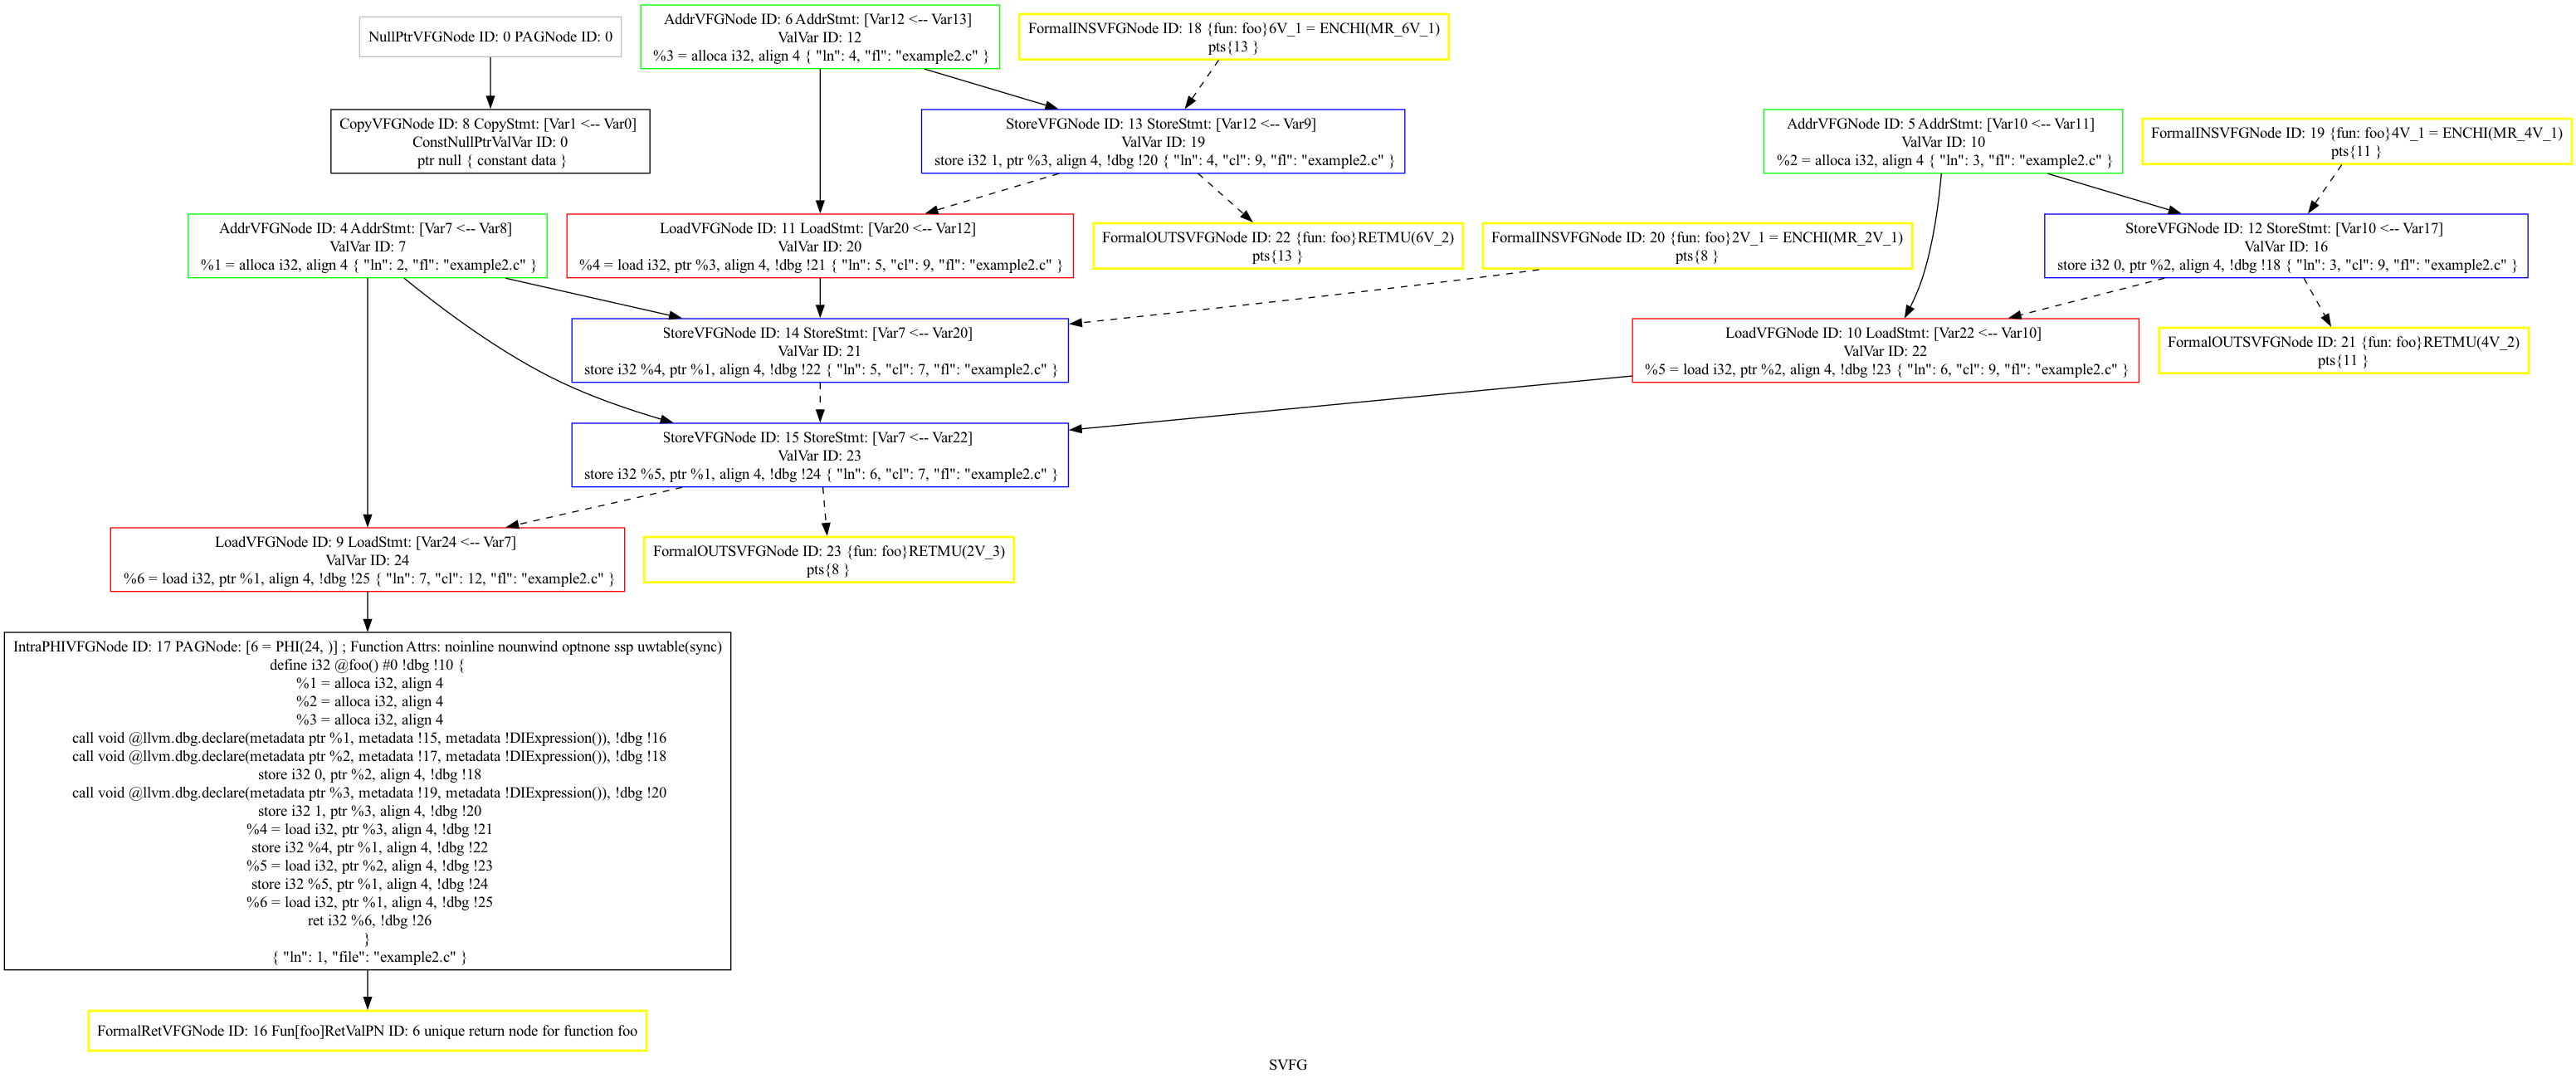 NullPtrVFGNode ID: 0 PAGNode ID: 0
AddrVFGNode ID: 6 AddrStmt: [Var12 <-- Var13]
ValVar ID: 12
%3 = alloca i32, align 4 { "ln": 4, "fl": "example2.c" }
FormalINSVFGNode ID: 18 {fun: foo}6V_1 = ENCHI(MR_6V_1)
pts{13 }
CopyVFGNode ID: 8 CopyStmt: [Var1 <-- Var0]
ConstNullPtrValVar ID: 0
ptr null { constant data }
StoreVFGNode ID: 13 StoreStmt: [Var12 <-- Var9]
ValVar ID: 19
store i32 1, ptr %3, align 4, !dbg !20 { "ln": 4, "cl": 9, "fl": "example2.c" }
AddrVFGNode ID: 5 AddrStmt: [Var10 <-- Var11]
ValVar ID: 10
%2 = alloca i32, align 4 { "ln": 3, "fl": "example2.c" }
FormalINSVFGNode ID: 19 {fun: foo}4V_1 = ENCHI(MR_4V_1)
pts{11 }
AddrVFGNode ID: 4 AddrStmt: [Var7 <-- Var8]
ValVar ID: 7
%1 = alloca i32, align 4 { "ln": 2, "fl": "example2.c" }
LoadVFGNode ID: 11 LoadStmt: [Var20 <-- Var12]
ValVar ID: 20
%4 = load i32, ptr %3, align 4, !dbg !21 { "ln": 5, "cl": 9, "fl": "example2.c" }
FormalOUTSVFGNode ID: 22 {fun: foo}RETMU(6V_2)
pts{13 }
FormalINSVFGNode ID: 20 {fun: foo}2V_1 = ENCHI(MR_2V_1)
pts{8 }
StoreVFGNode ID: 12 StoreStmt: [Var10 <-- Var17]
ValVar ID: 16
store i32 0, ptr %2, align 4, !dbg !18 { "ln": 3, "cl": 9, "fl": "example2.c" }
StoreVFGNode ID: 14 StoreStmt: [Var7 <-- Var20]
ValVar ID: 21
store i32 %4, ptr %1, align 4, !dbg !22 { "ln": 5, "cl": 7, "fl": "example2.c" }
LoadVFGNode ID: 10 LoadStmt: [Var22 <-- Var10]
ValVar ID: 22
%5 = load i32, ptr %2, align 4, !dbg !23 { "ln": 6, "cl": 9, "fl": "example2.c" }
FormalOUTSVFGNode ID: 21 {fun: foo}RETMU(4V_2)
pts{11 }
StoreVFGNode ID: 15 StoreStmt: [Var7 <-- Var22]
ValVar ID: 23
store i32 %5, ptr %1, align 4, !dbg !24 { "ln": 6, "cl": 7, "fl": "example2.c" }
LoadVFGNode ID: 9 LoadStmt: [Var24 <-- Var7]
ValVar ID: 24
%6 = load i32, ptr %1, align 4, !dbg !25 { "ln": 7, "cl": 12, "fl": "example2.c" }
FormalOUTSVFGNode ID: 23 {fun: foo}RETMU(2V_3)
pts{8 }
IntraPHIVFGNode ID: 17 PAGNode: [6 = PHI(24, )] ; Function Attrs: noinline nounwind optnone ssp uwtable(sync)
define i32 @foo() #0 !dbg !10 {
%1 = alloca i32, align 4
%2 = alloca i32, align 4
%3 = alloca i32, align 4
call void @llvm.dbg.declare(metadata ptr %1, metadata !15, metadata !DIExpression()), !dbg !16
call void @llvm.dbg.declare(metadata ptr %2, metadata !17, metadata !DIExpression()), !dbg !18
store i32 0, ptr %2, align 4, !dbg !18
call void @llvm.dbg.declare(metadata ptr %3, metadata !19, metadata !DIExpression()), !dbg !20
store i32 1, ptr %3, align 4, !dbg !20
%4 = load i32, ptr %3, align 4, !dbg !21
store i32 %4, ptr %1, align 4, !dbg !22
%5 = load i32, ptr %2, align 4, !dbg !23
store i32 %5, ptr %1, align 4, !dbg !24
%6 = load i32, ptr %1, align 4, !dbg !25
ret i32 %6, !dbg !26
}
{ "ln": 1, "file": "example2.c" }
FormalRetVFGNode ID: 16 Fun[foo]RetValPN ID: 6 unique return node for function foo
SVFG